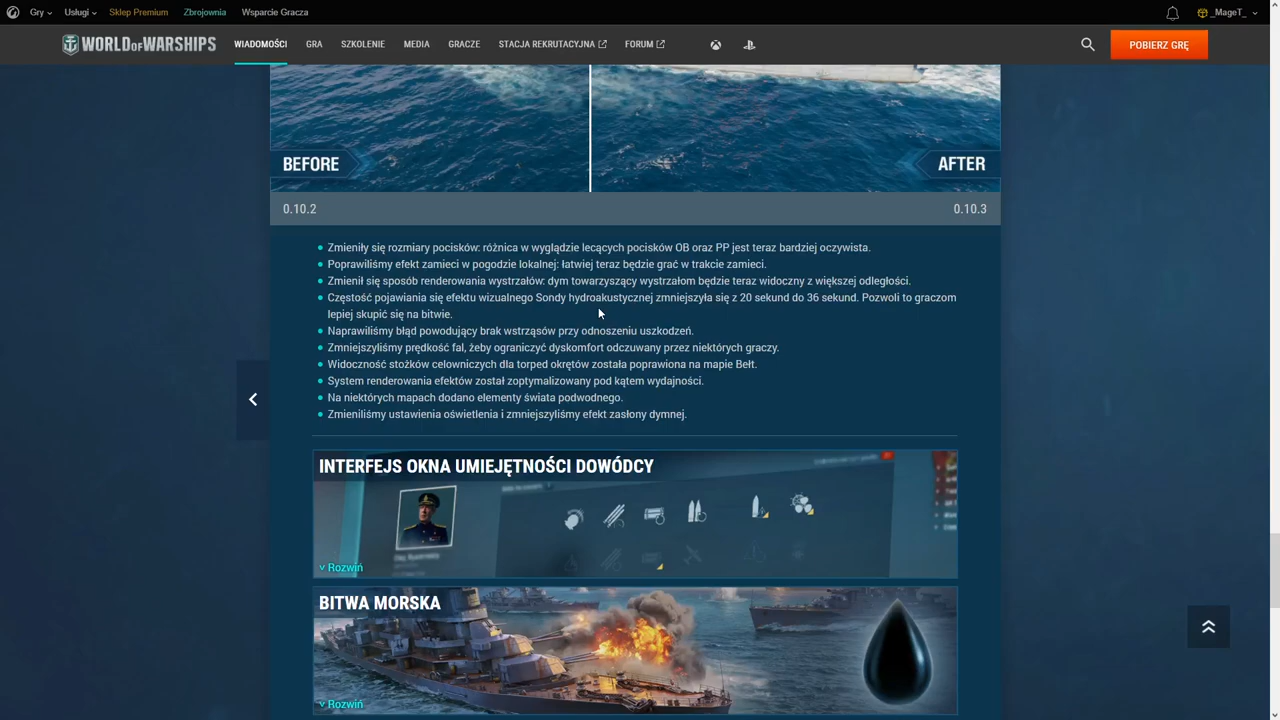 Gry Usługi Sklep Premium Zbrojownia Wsparcie Gracza _MageT_
WORLD OF WARSHIPS WIADOMOŚCI GRA SZKOLENIE MEDIA GRACZE STACJA REKRUTACYJNA FORUM POBIERZ GRĘ
BEFORE AFTER
0.10.2 0.10.3
Zmieniły się rozmiary pocisków: różnica w wyglądzie lecących pocisków OB oraz PP jest teraz bardziej oczywista.
Poprawiliśmy efekt zamieci w pogodzie lokalnej: łatwiej teraz będzie grać w trakcie zamieci.
Zmienił się sposób renderowania wystrzałów: dym towarzyszący wystrzałom będzie teraz widoczny z większej odległości.
Częstość pojawiania się efektu wizualnego Sondy hydroakustycznej zmniejszyła się z 20 sekund do 36 sekund. Pozwoli to graczom
lepiej skupić się na bitwie.
Naprawiliśmy błąd powodujący brak wstrząsów przy odnoszeniu uszkodzeń.
Zmniejszyliśmy prędkość fal, żeby ograniczyć dyskomfort odczuwany przez niektórych graczy.
Widoczność stożków celowniczych dla torped okrętów została poprawiona na mapie Bełt.
System renderowania efektów został zoptymalizowany pod kątem wydajności.
Na niektórych mapach dodano elementy świata podwodnego.
Zmieniliśmy ustawienia oświetlenia i zmniejszyliśmy efekt zasłony dymnej.
INTERFEJS OKNA UMIEJĘTNOŚCI DOWÓDCY
Rozwiń
BITWA MORSKA
Rozwiń